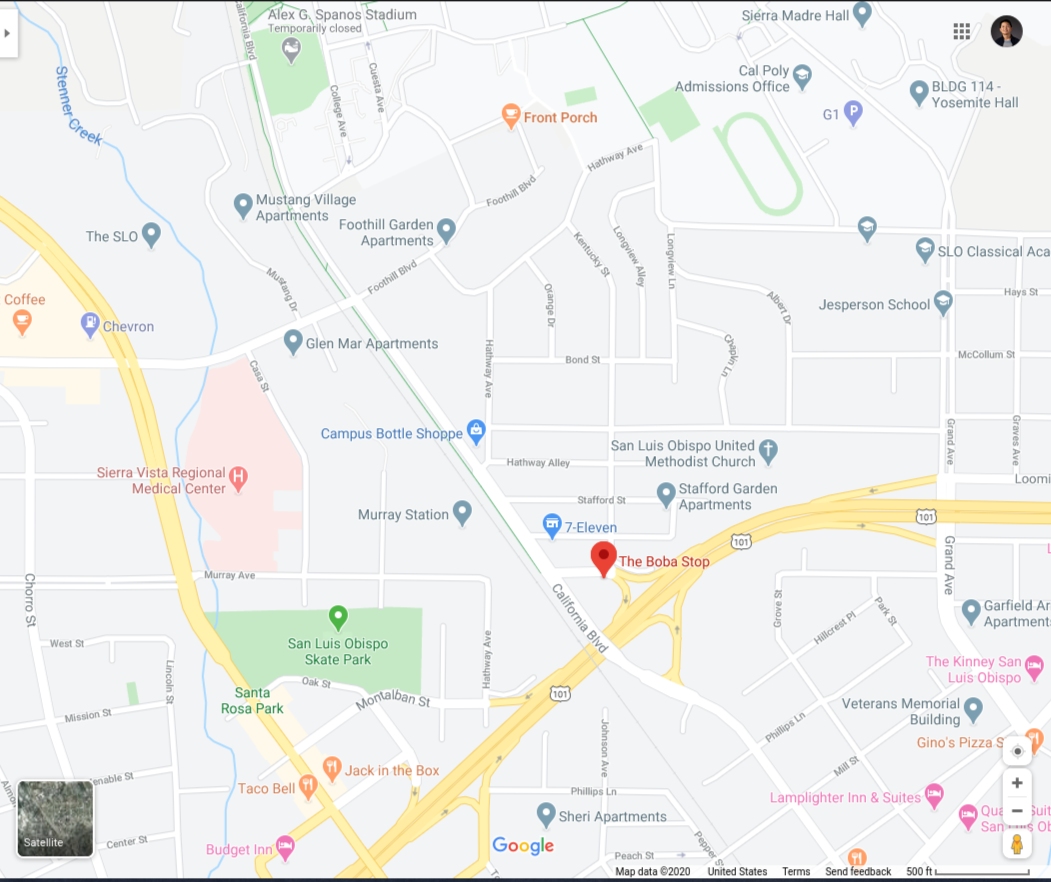 Alex G. Spanos Stadium
Temporarily closed
Sierra Madre Hall
California Blvd
Cuesta Ave
College Ave
Stenner Creek
Cal Poly
Admissions Office
BLDG 114 -
Yosemite Hall
G1
P
Front Porch
Hathway Ave
Foothill Blvd
Mustang Village
Apartments
Foothill Garden
Apartments
The SLO
Foothill Blvd
Mustang Dr
Kentucky St
Longview Alley
Longview Ln
SLO Classical Aca
Albert Dr
Hays St
Jesperson School
Orange Dr
Coffee
Chevron
Glen Mar Apartments
Hathway Ave
Bond St
Chaplin Ln
McCollum St
Casa St
Campus Bottle Shoppe
Grand Ave
Graves Ave
San Luis Obispo United
Methodist Church
Hathway Alley
Sierra Vista Regional
Medical Center
H
Loomi
Stafford St
Stafford Garden
Apartments
Murray Station
7-Eleven
101
101
The Boba Stop
Grand Ave
Murray Ave
Chorro St
California Blvd
Grove St
Park St
Hillcrest Pl
Garfield Ar
Apartment
San Luis Obispo
Skate Park
West St
Hathway Ave
Lincoln St
Oak St
Montalban St
Santa
Rosa Park
101
The Kinney San
Luis Obispo
Veterans Memorial
Building
Mission St
Johnson Ave
Phillips Ln
Gino's Pizza S
Mill St
Jack in the Box
Taco Bell
enable St
Almo
Phillips Ln
Lamplighter Inn & Suites
Sheri Apartments
Center St
Satellite
Budget Inn
Google
Pepper S
Peach St
Map data ©2020
United States
Terms
Send feedback
500 ft